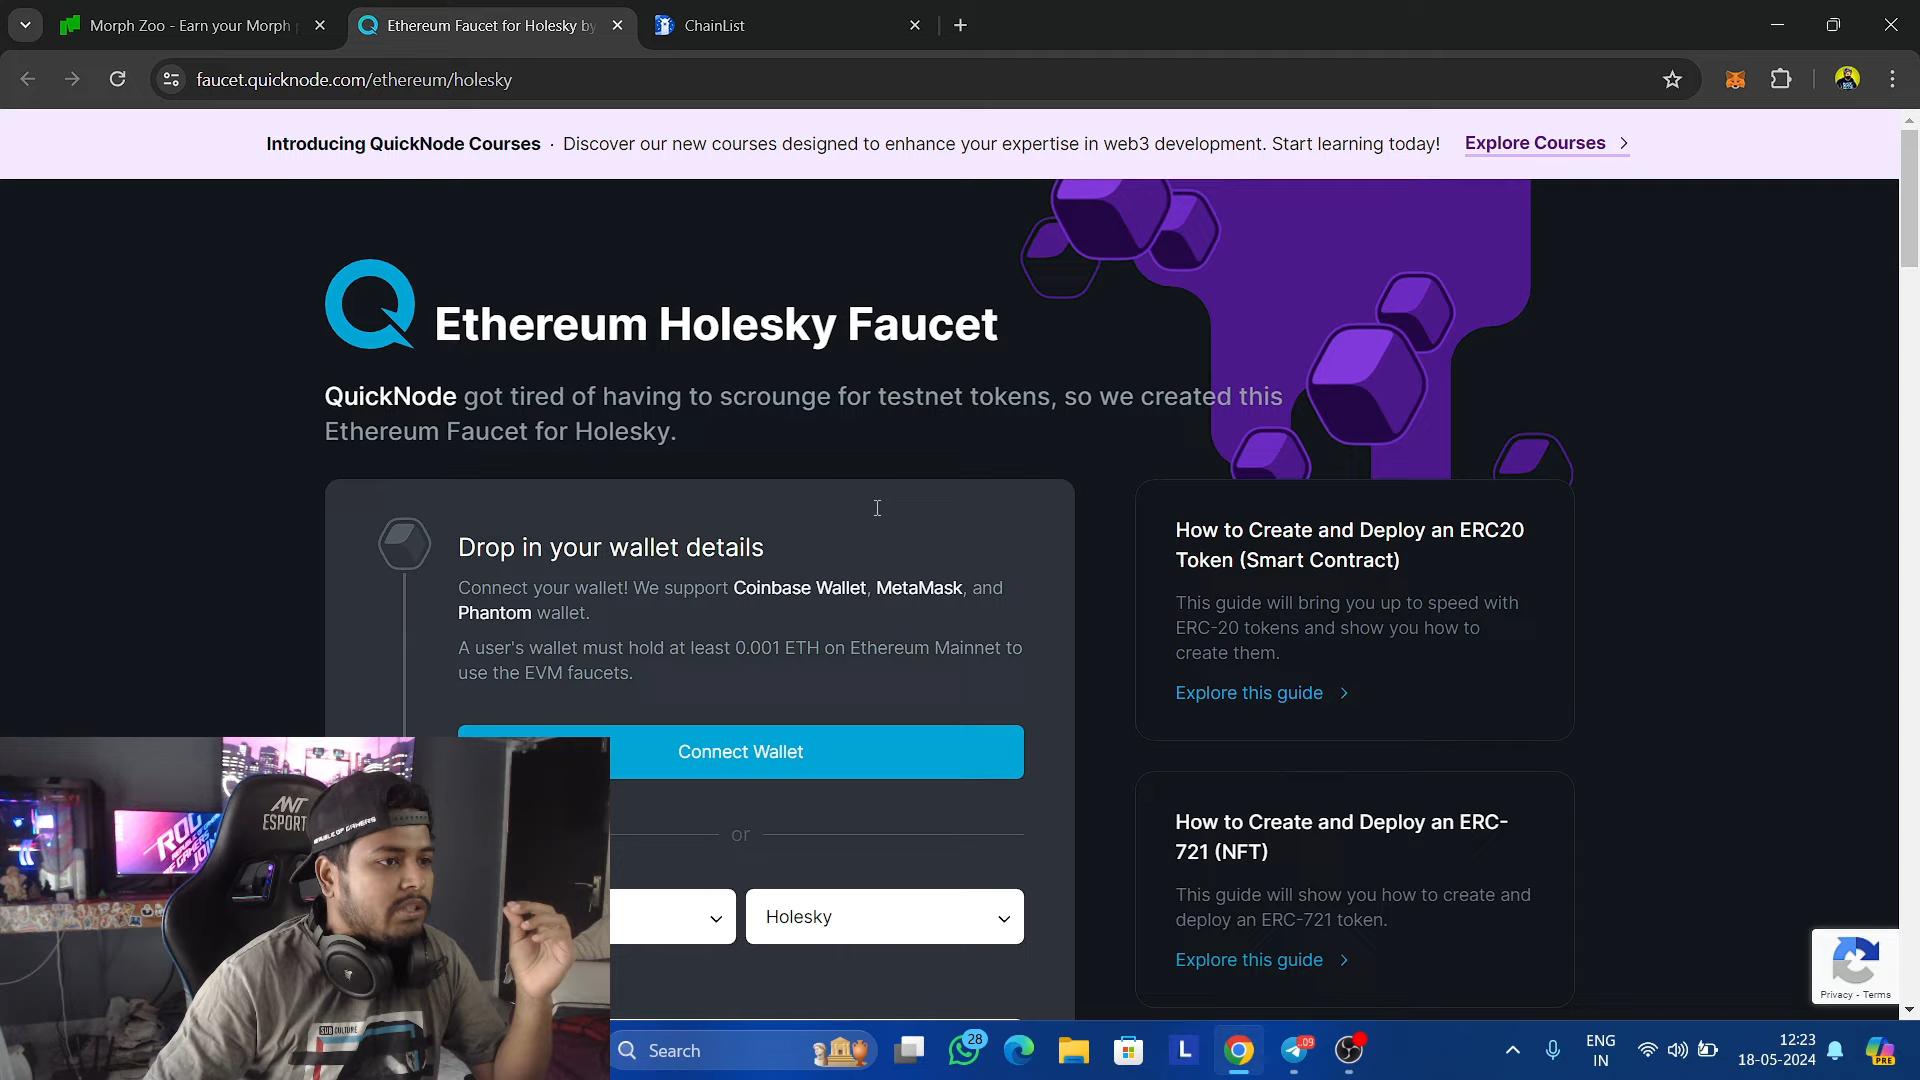 Morph Zoo - Earn your Morph
Ethereum Faucet for Holesky by
ChainList
faucet.quicknode.com/ethereum/holesky
Introducing QuickNode Courses · Discover our new courses designed to enhance your expertise in web3 development. Start learning today! Explore Courses
Ethereum Holesky Faucet
QuickNode got tired of having to scrounge for testnet tokens, so we created this
Ethereum Faucet for Holesky.
Drop in your wallet details
Connect your wallet! We support Coinbase Wallet, MetaMask, and
Phantom wallet.
A user's wallet must hold at least 0.001 ETH on Ethereum Mainnet to
use the EVM faucets.
Connect Wallet
or
Holesky
How to Create and Deploy an ERC20
Token (Smart Contract)
This guide will bring you up to speed with
ERC-20 tokens and show you how to
create them.
Explore this guide
How to Create and Deploy an ERC-
721 (NFT)
This guide will show you how to create and
deploy an ERC-721 token.
Explore this guide
Privacy - Terms
ANT
ESPORT
REPUBLIC OF GAMERS
SUB CULTURE
Search
28
L
09
ENG
IN
12:23
18-05-2024
PRE